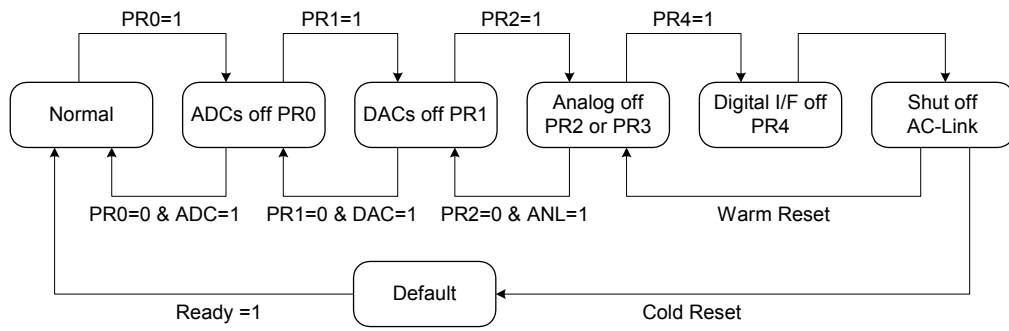 PR0=1
PR1=1
PR2=1
PR4=1
Normal
ADCs off PR0
DACs off PR1
Analog off
PR2 or PR3
Digital I/F off
PR4
Shut off
AC-Link
PR0=0 & ADC=1
PR1=0 & DAC=1
PR2=0 & ANL=1
Warm Reset
Default
Ready =1
Cold Reset